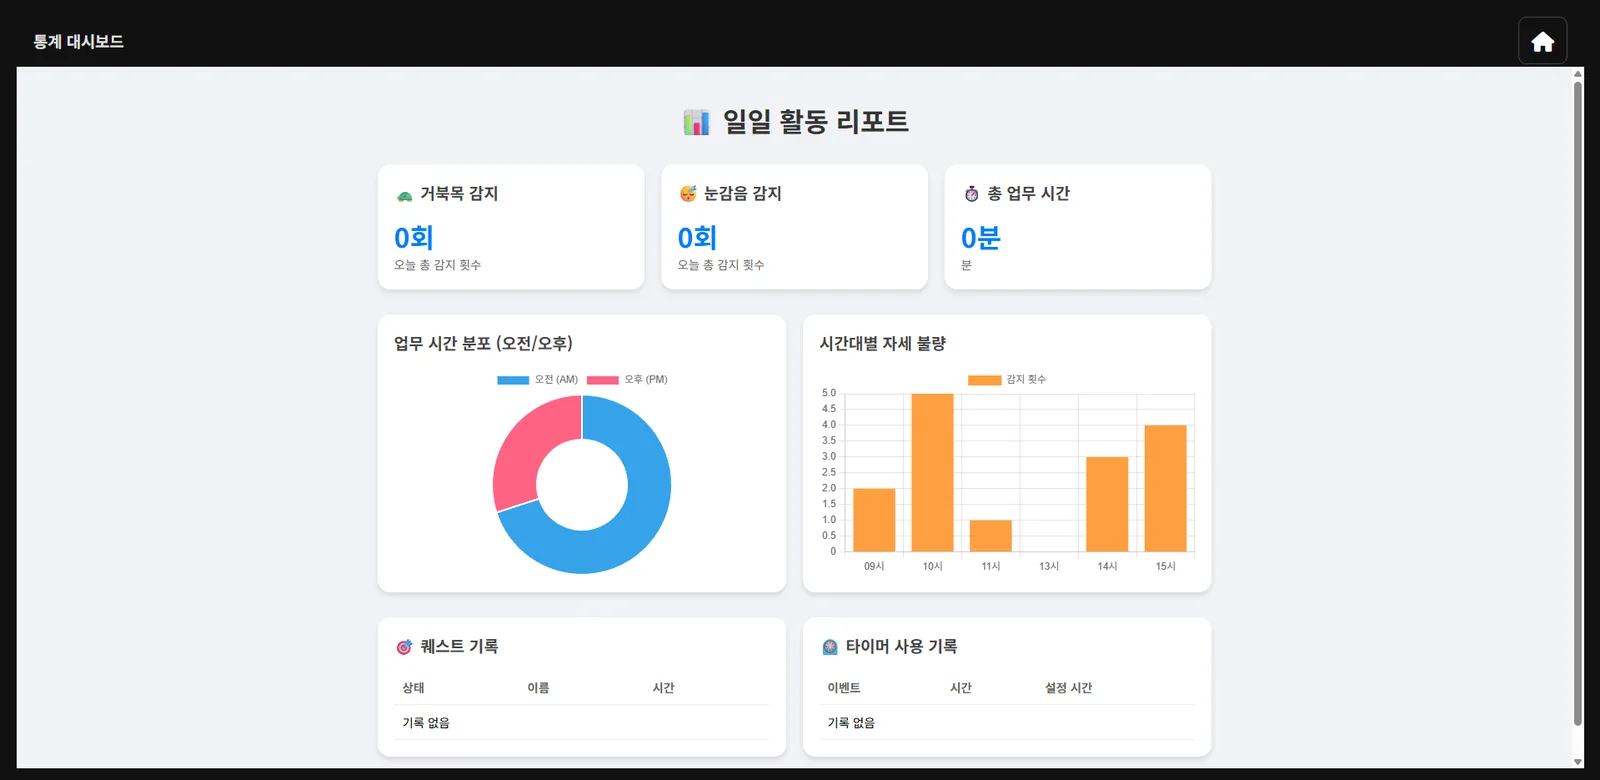 통계 대시보드
📊 일일 활동 리포트
🐢 거북목 감지
0회
오늘 총 감지 횟수
😴 눈감음 감지
0회
오늘 총 감지 횟수
⏱️ 총 업무 시간
0분
분
업무 시간 분포 (오전/오후)
오전 (AM) 오후 (PM)
시간대별 자세 불량
감지 횟수
5.0
4.5
4.0
3.5
3.0
2.5
2.0
1.5
1.0
0.5
0
09시 10시 11시 13시 14시 15시
🎯 퀘스트 기록
상태 이름 시간
기록 없음
타이머 사용 기록
이벤트 시간 설정 시간
기록 없음